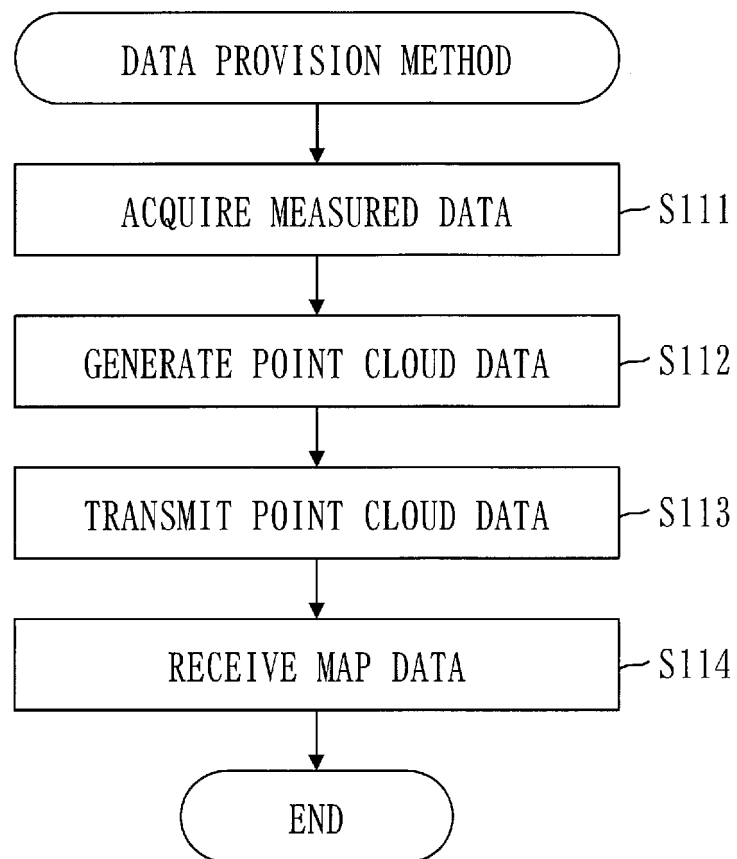 DATA PROVISION METHOD
ACQUIRE MEASURED DATA S111
GENERATE POINT CLOUD DATA S112
TRANSMIT POINT CLOUD DATA S113
RECEIVE MAP DATA S114
END